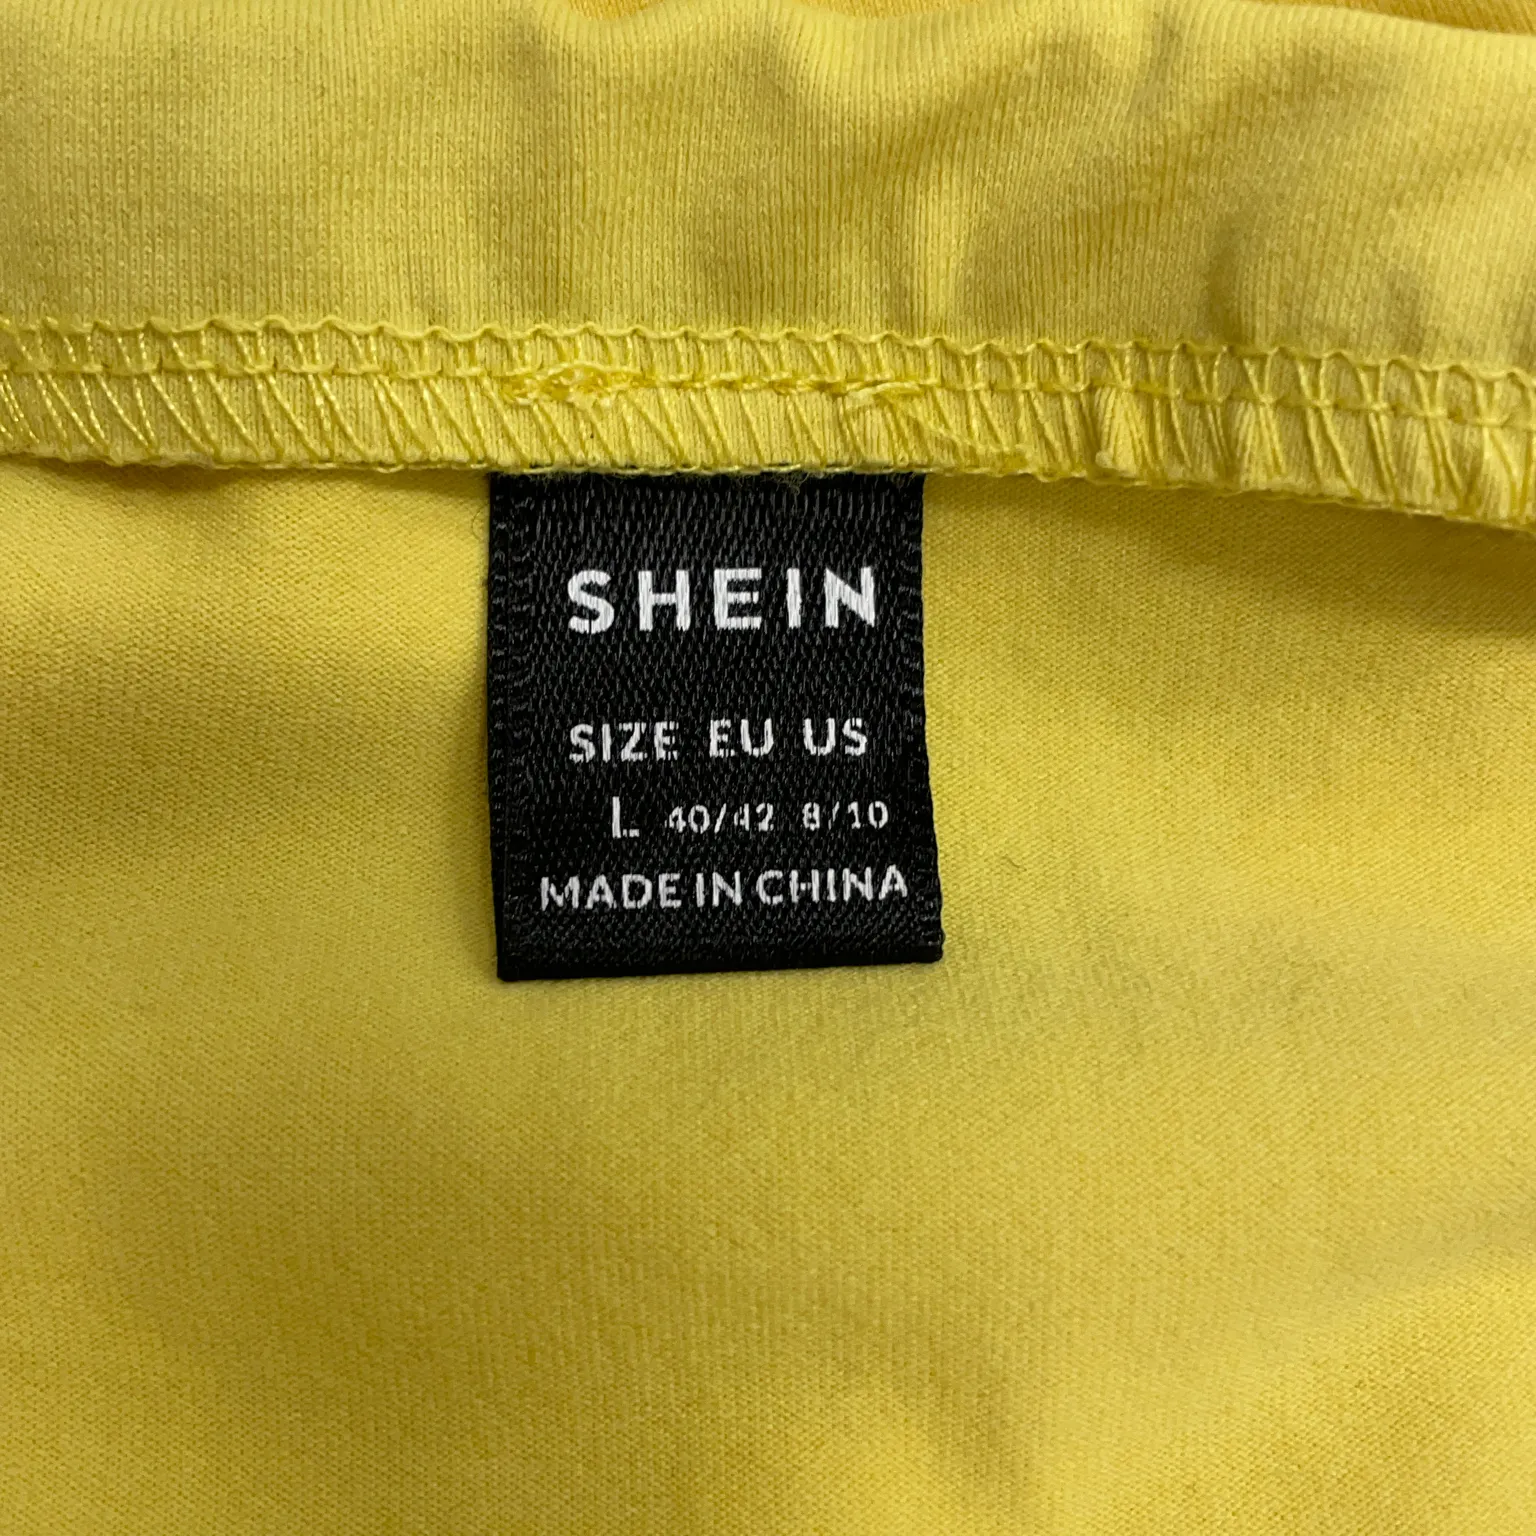 SHEIN
SIZE EU US
L 40/42 8/10
MADE IN CHINA